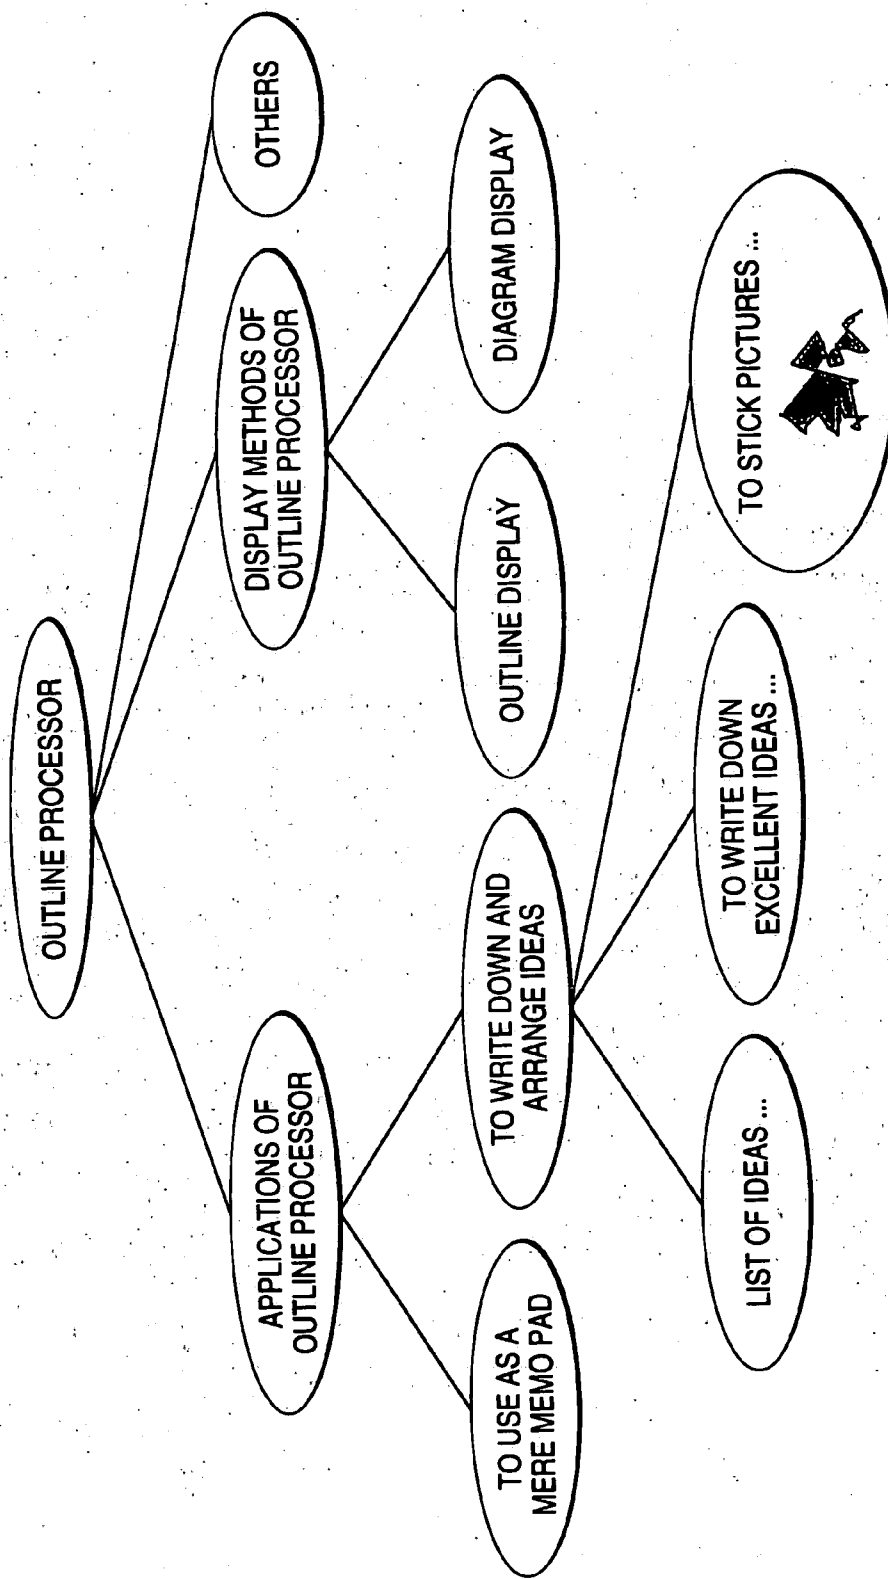 OUTLINE PROCESSOR
APPLICATIONS OF
OUTLINE PROCESSOR
DISPLAY METHODS OF
OUTLINE PROCESSOR
OTHERS
TO USE AS A
MERE MEMO PAD
TO WRITE DOWN AND
ARRANGE IDEAS
OUTLINE DISPLAY
DIAGRAM DISPLAY
LIST OF IDEAS ...
TO WRITE DOWN
EXCELLENT IDEAS ...
TO STICK PICTURES ...